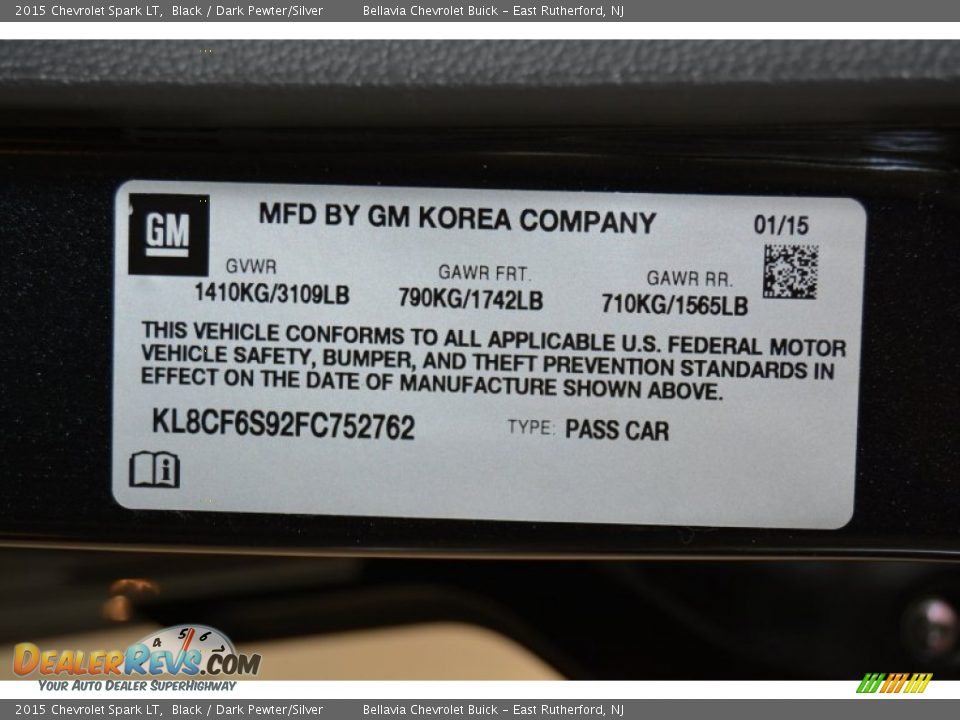 2015 Chevrolet Spark LT, Black / Dark Pewter/Silver Bellavia Chevrolet Buick – East Rutherford, NJ
GM
MFD BY GM KOREA COMPANY 01/15
GVWR GAWR FRT. GAWR RR.
1410KG/3109LB 790KG/1742LB 710KG/1565LB
THIS VEHICLE CONFORMS TO ALL APPLICABLE U.S. FEDERAL MOTOR
VEHICLE SAFETY, BUMPER, AND THEFT PREVENTION STANDARDS IN
EFFECT ON THE DATE OF MANUFACTURE SHOWN ABOVE.
KL8CF6S92FC752762 TYPE: PASS CAR
i
4 5 6 7
DEALERREVS.COM
YOUR AUTO DEALER SUPERHIGHWAY
2015 Chevrolet Spark LT, Black / Dark Pewter/Silver Bellavia Chevrolet Buick – East Rutherford, NJ